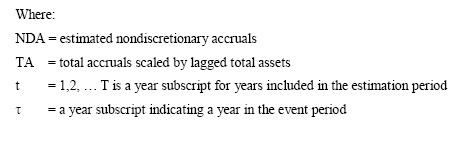 Where:
NDA = estimated nondiscretionary accruals
TA = total accruals scaled by lagged total assets
t = 1,2, … T is a year subscript for years included in the estimation period
τ = a year subscript indicating a year in the event period